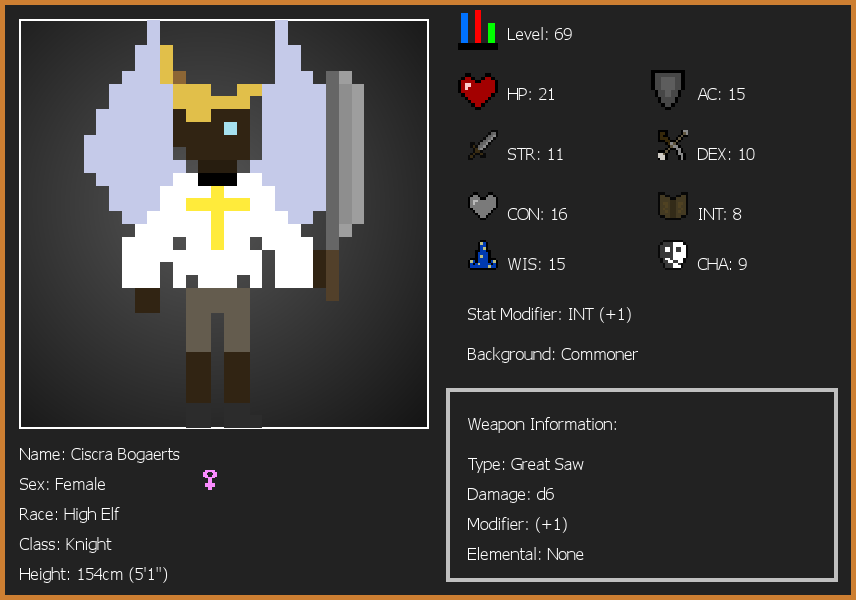 Level: 69
HP: 21
AC: 15
STR: 11
DEX: 10
CON: 16
INT: 8
WIS: 15
CHA: 9
Stat Modifier: INT (+1)
Background: Commoner
Weapon Information:
Type: Great Saw
Damage: d6
Modifier: (+1)
Elemental: None
Name: Ciscra Bogaerts
Sex: Female
Race: High Elf
Class: Knight
Height: 154cm (5'1")